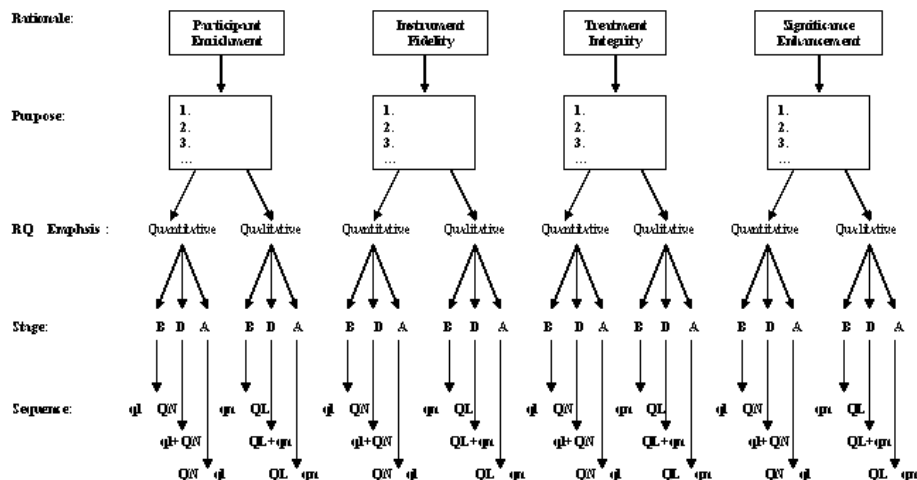 Rationale: Participant Enrichment Instrument Fidelity Treatment Integrity Significance Enhancement
Purpose: 1. 2. 3. ... 1. 2. 3. ... 1. 2. 3. ... 1. 2. 3. ...
RQ Emphsis : Quantitative Qualitative Quantitative Qualitative Quantitative Qualitative Quantitative Qualitative
Stage: B D A B D A B D A B D A B D A B D A B D A B D A
Sequence: ql QN qn QL ql QN qn QL ql QN qn QL ql QN qn QL
ql+QN QL+qn ql+QN QL+qn ql+QN QL+qn ql+QN QL+qn
QN ql QL qn QN ql QL qn QN ql QL qn QN ql QL qn